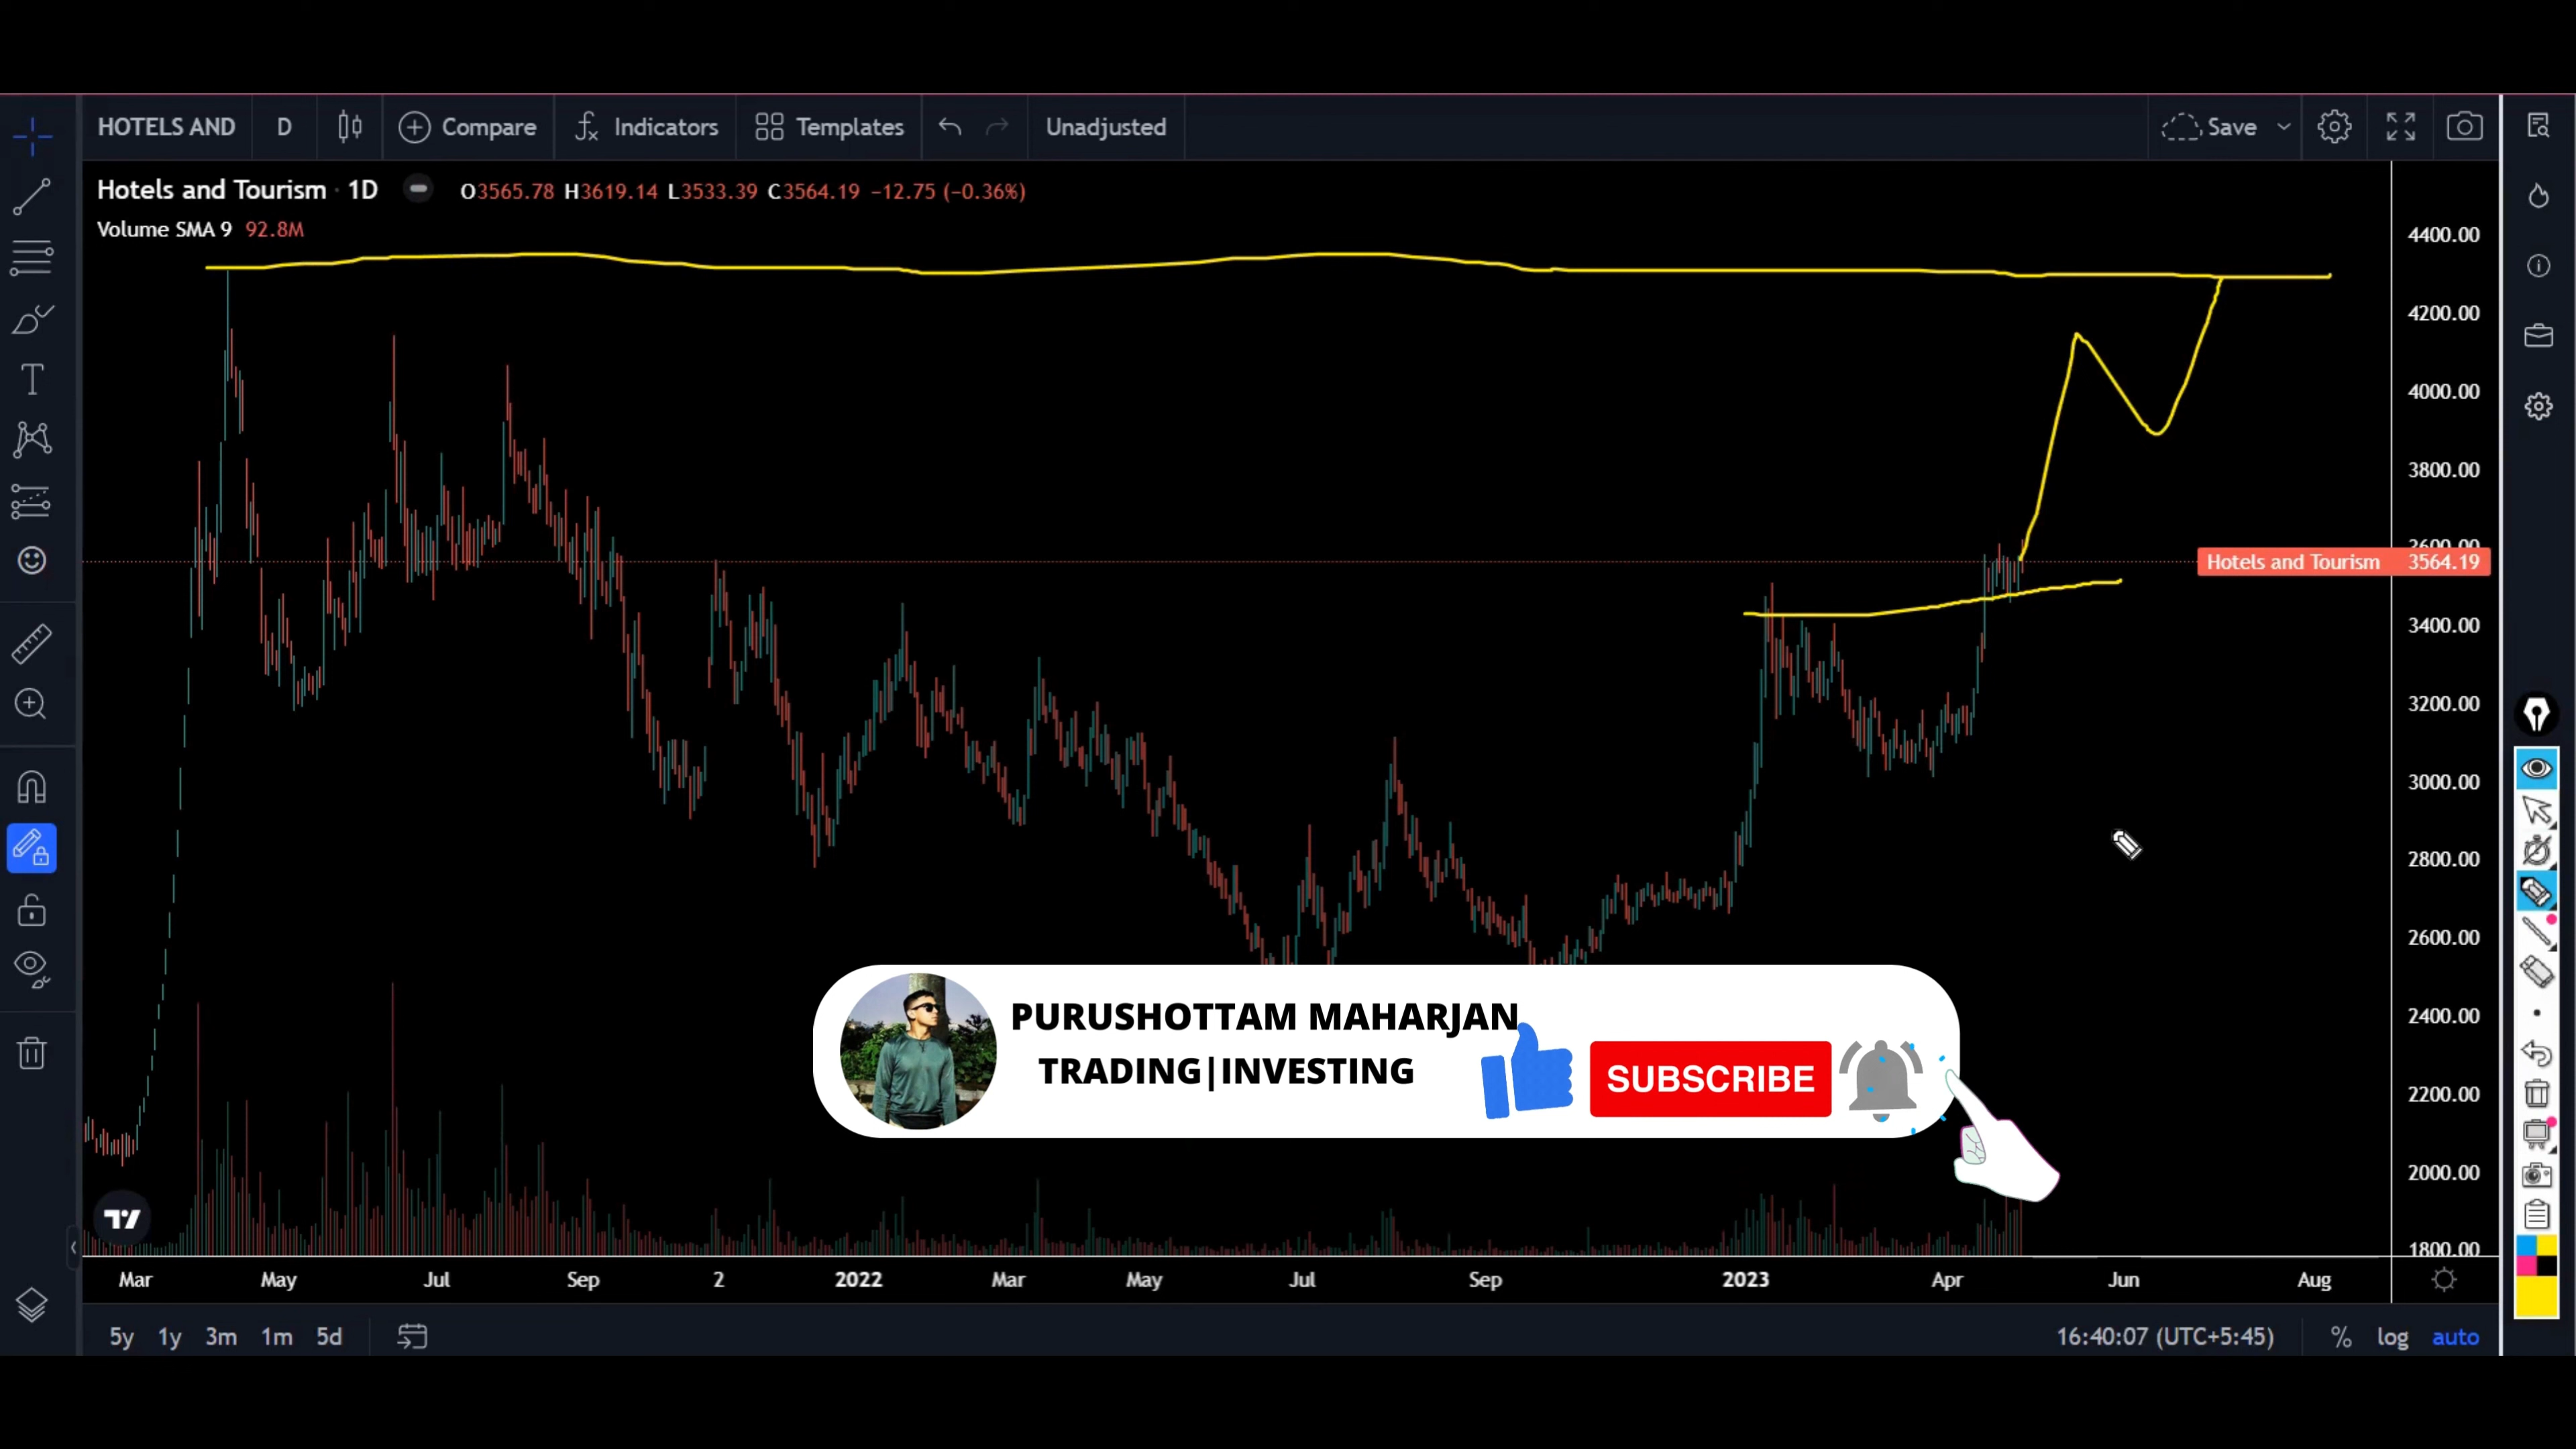 HOTELS AND D Compare Indicators Templates Unadjusted Save
Hotels and Tourism · 1D O3565.78 H3619.14 L3533.39 C3564.19 −12.75 (−0.36%)
Volume SMA 9 92.8M
4400.00
4200.00
4000.00
3800.00
3600.00
Hotels and Tourism 3564.19
3400.00
3200.00
3000.00
2800.00
2600.00
2400.00
2200.00
2000.00
1800.00
PURUSHOTTAM MAHARJAN
TRADING|INVESTING
SUBSCRIBE
Mar May Jul Sep 2 2022 Mar May Jul Sep 2023 Apr Jun Aug
5y 1y 3m 1m 5d 16:40:07 (UTC+5:45) % log auto